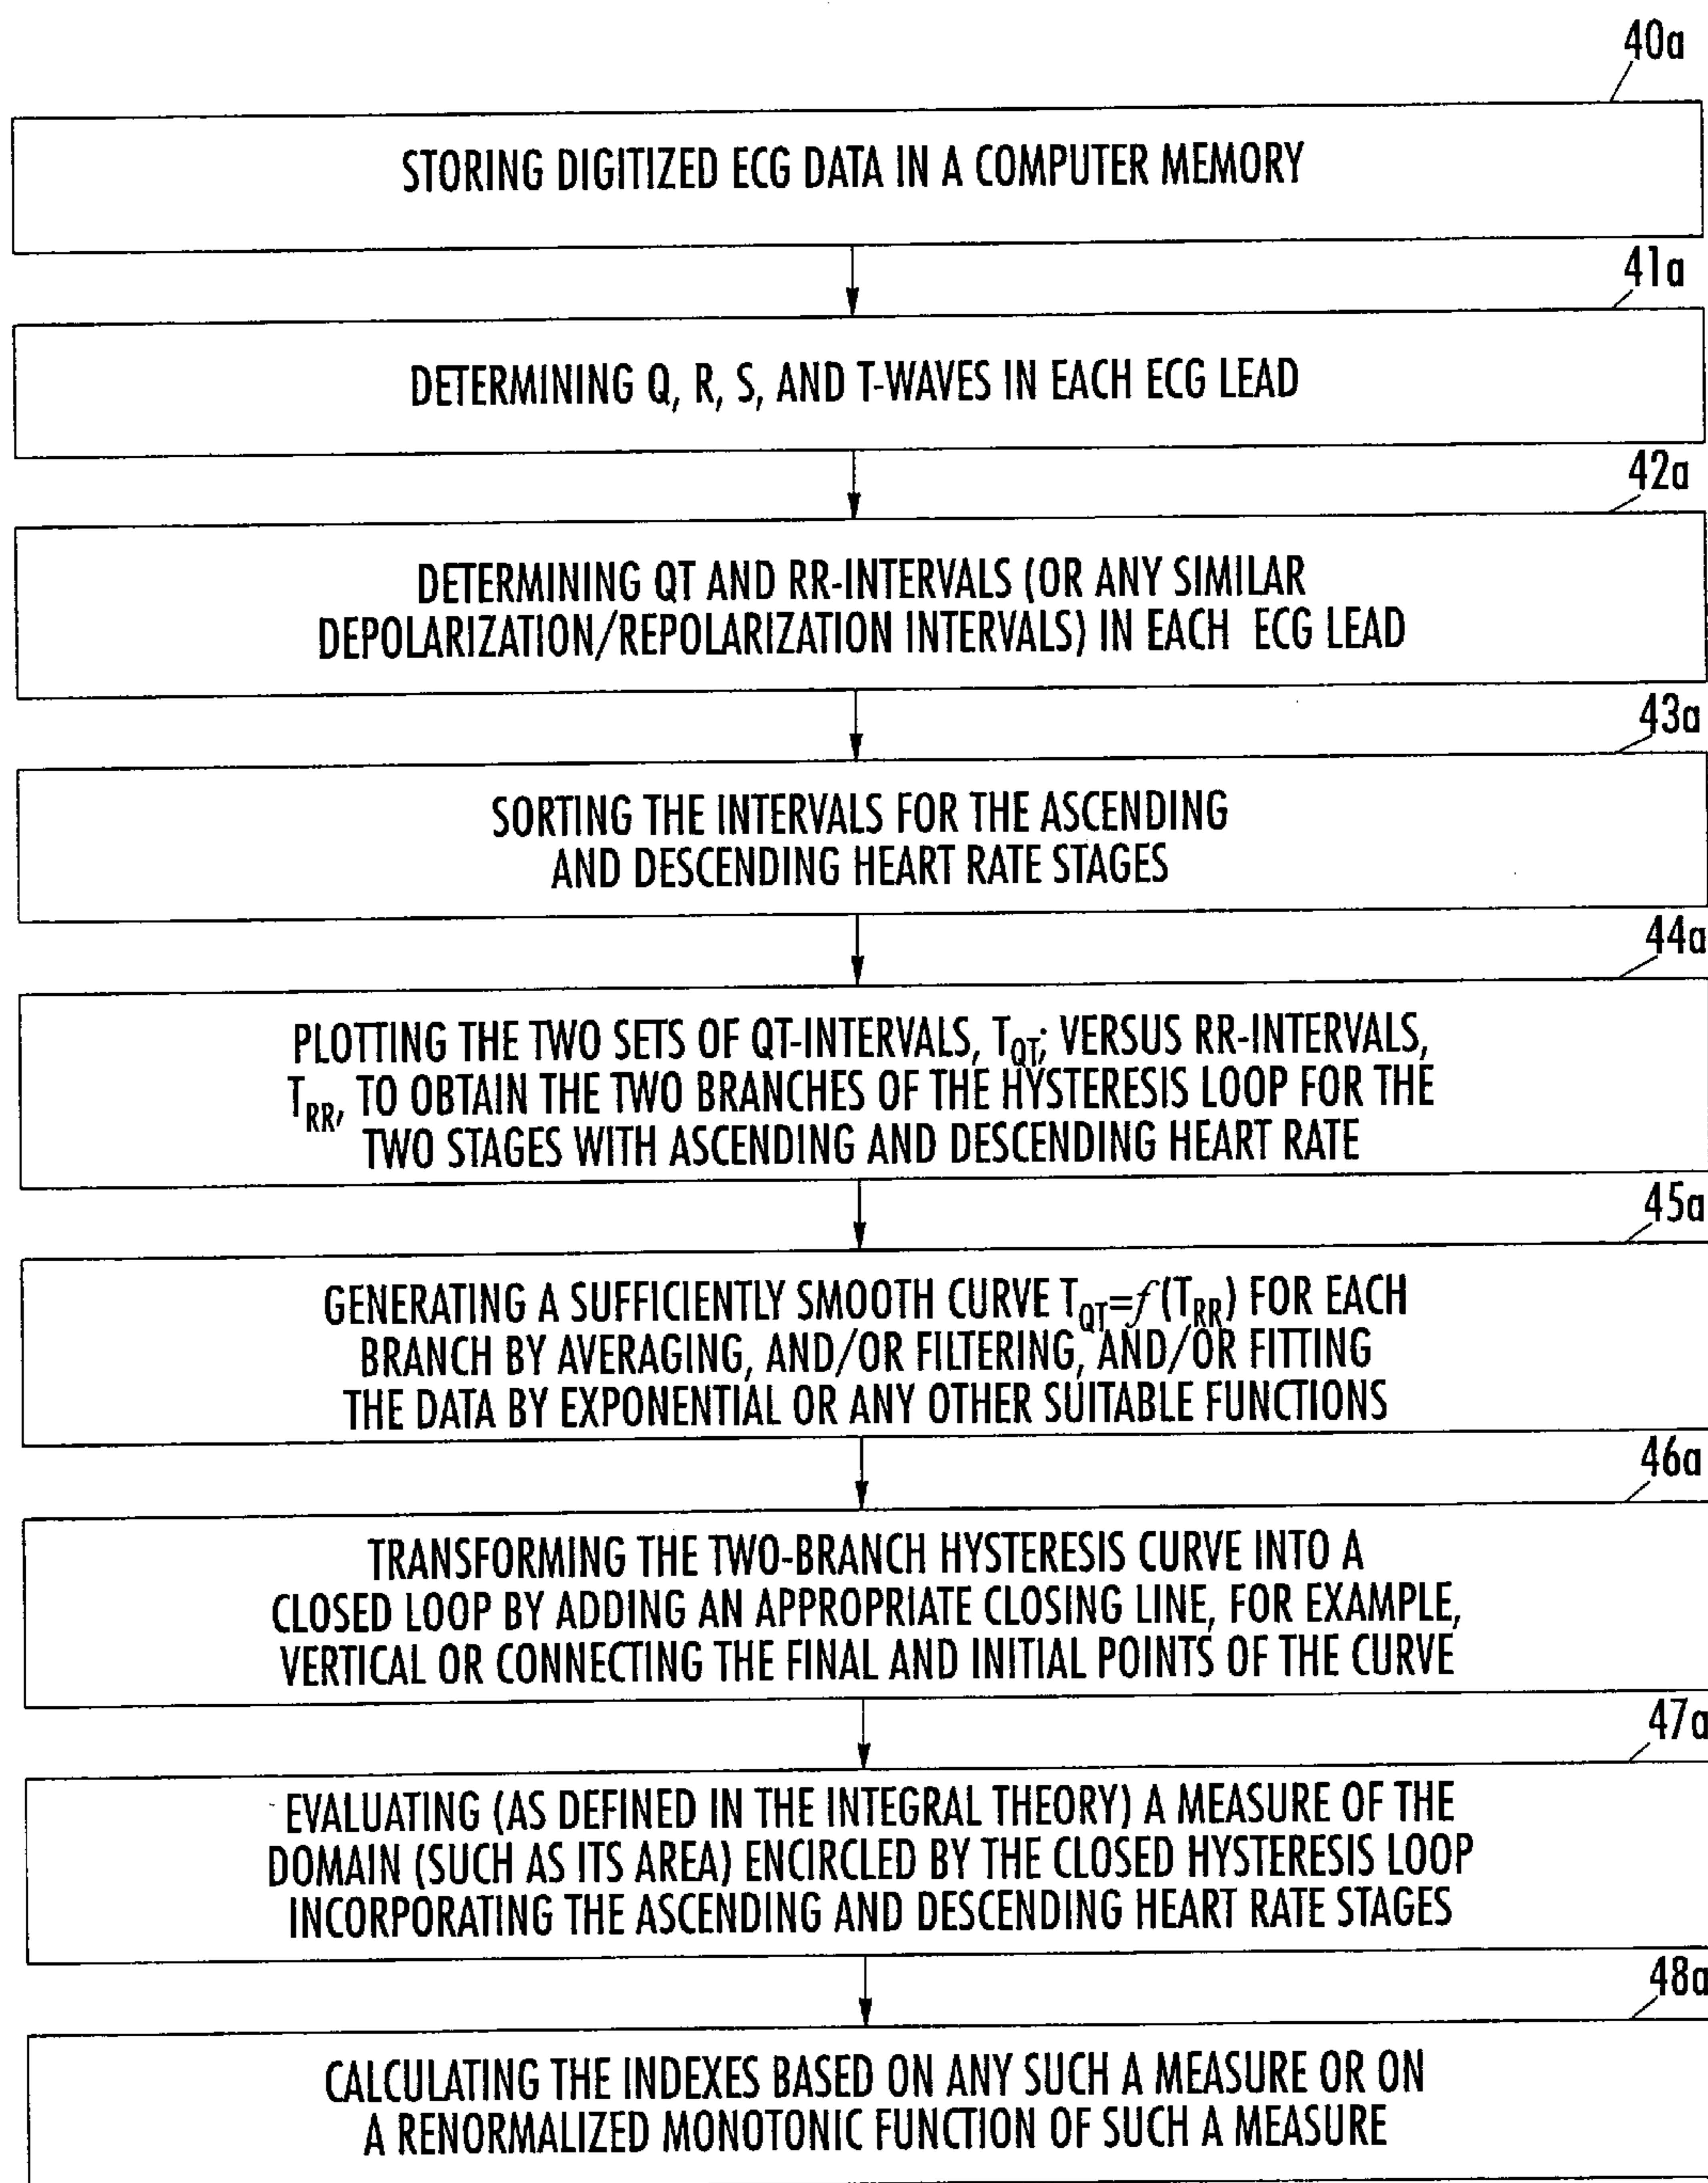 40a
STORING DIGITIZED ECG DATA IN A COMPUTER MEMORY
41a
DETERMINING Q, R, S, AND T-WAVES IN EACH ECG LEAD
42a
DETERMINING QT AND RR-INTERVALS (OR ANY SIMILAR
DEPOLARIZATION/REPOLARIZATION INTERVALS) IN EACH ECG LEAD
43a
SORTING THE INTERVALS FOR THE ASCENDING
AND DESCENDING HEART RATE STAGES
44a
PLOTTING THE TWO SETS OF QT-INTERVALS, T_QT; VERSUS RR-INTERVALS,
T_RR, TO OBTAIN THE TWO BRANCHES OF THE HYSTERESIS LOOP FOR THE
TWO STAGES WITH ASCENDING AND DESCENDING HEART RATE
45a
GENERATING A SUFFICIENTLY SMOOTH CURVE T_QT=f(T_RR) FOR EACH
BRANCH BY AVERAGING, AND/OR FILTERING, AND/OR FITTING
THE DATA BY EXPONENTIAL OR ANY OTHER SUITABLE FUNCTIONS
46a
TRANSFORMING THE TWO-BRANCH HYSTERESIS CURVE INTO A
CLOSED LOOP BY ADDING AN APPROPRIATE CLOSING LINE, FOR EXAMPLE,
VERTICAL OR CONNECTING THE FINAL AND INITIAL POINTS OF THE CURVE
47a
EVALUATING (AS DEFINED IN THE INTEGRAL THEORY) A MEASURE OF THE
DOMAIN (SUCH AS ITS AREA) ENCIRCLED BY THE CLOSED HYSTERESIS LOOP
INCORPORATING THE ASCENDING AND DESCENDING HEART RATE STAGES
48a
CALCULATING THE INDEXES BASED ON ANY SUCH A MEASURE OR ON
A RENORMALIZED MONOTONIC FUNCTION OF SUCH A MEASURE